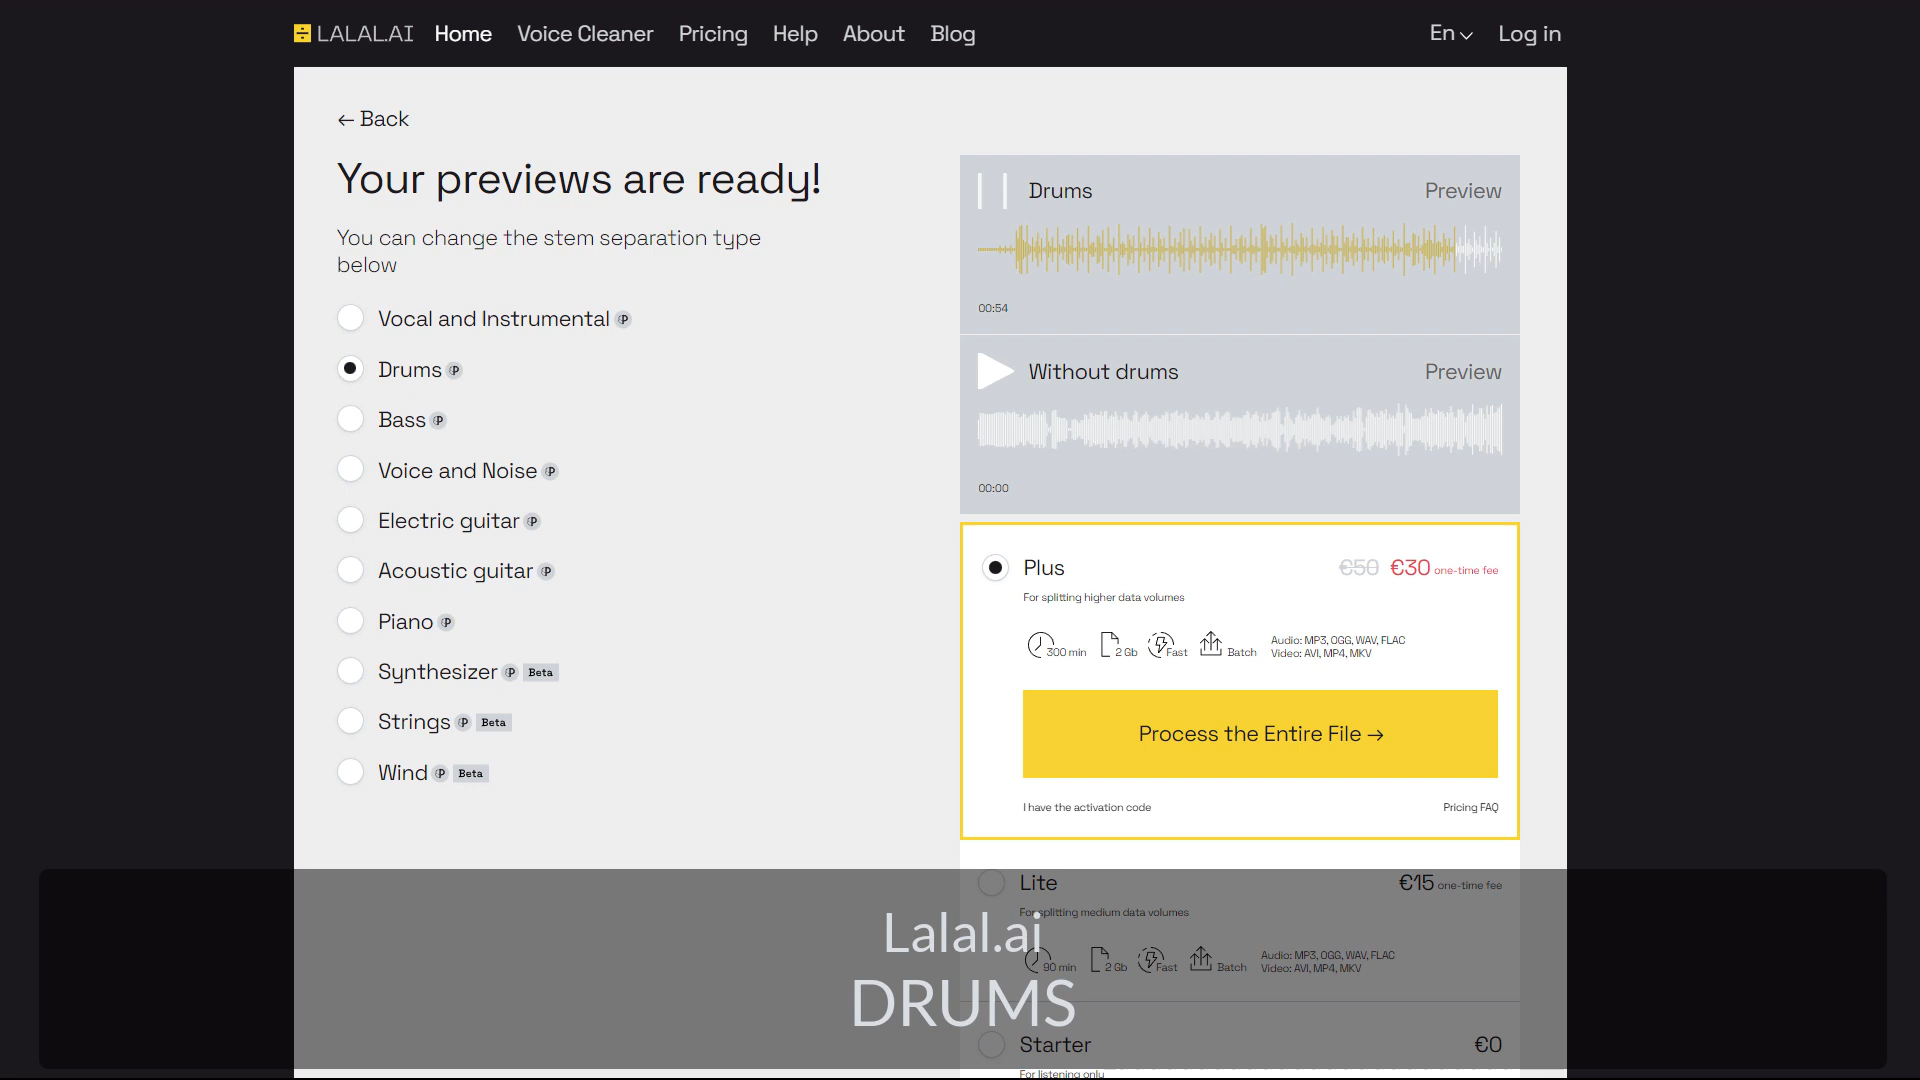 LALAL.AI Home Voice Cleaner Pricing Help About Blog En Log in
← Back
Your previews are ready!
You can change the stem separation type
below
Vocal and Instrumental P
Drums P
Bass P
Voice and Noise P
Electric guitar P
Acoustic guitar P
Piano P
Synthesizer P Beta
Strings P Beta
Wind P Beta
Drums Preview
00:54
Without drums Preview
00:00
Plus €50 €30 one-time fee
For splitting higher data volumes
300 min 2 Gb Fast Batch Audio: MP3, OGG, WAV, FLAC
Video: AVI, MP4, MKV
Process the Entire File →
I have the activation code Pricing FAQ
Lite €15 one-time fee
For splitting medium data volumes
90 min 2 Gb Fast Batch Audio: MP3, OGG, WAV, FLAC
Video: AVI, MP4, MKV
Starter €0
For listening only
Lalal.ai
DRUMS